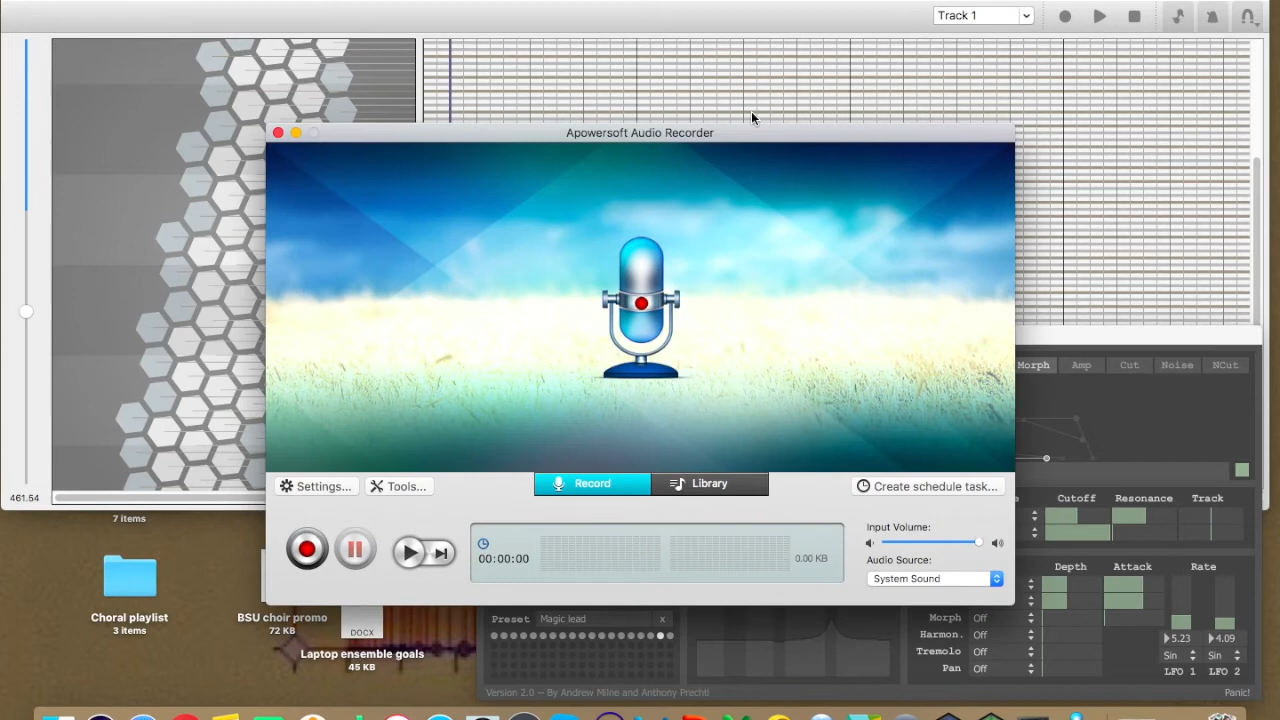 Track 1
Apowersoft Audio Recorder
461.54
Settings...
Tools...
Record
Library
Create schedule task...
00:00:00
0.00 KB
Input Volume:
Audio Source:
System Sound
7 items
Choral playlist
3 items
BSU choir promo
72 KB
DOCX
Laptop ensemble goals
45 KB
Morph
Amp
Cut
Noise
NCut
Cutoff
Resonance
Track
Depth
Attack
Rate
Preset
Magic lead
x
Morph
Off
Harmon.
Off
Tremolo
Off
Pan
Off
5.23
4.09
Sin
Sin
LFO 1
LFO 2
Version 2.0 -- By Andrew Milne and Anthony Prechtl
Panic!